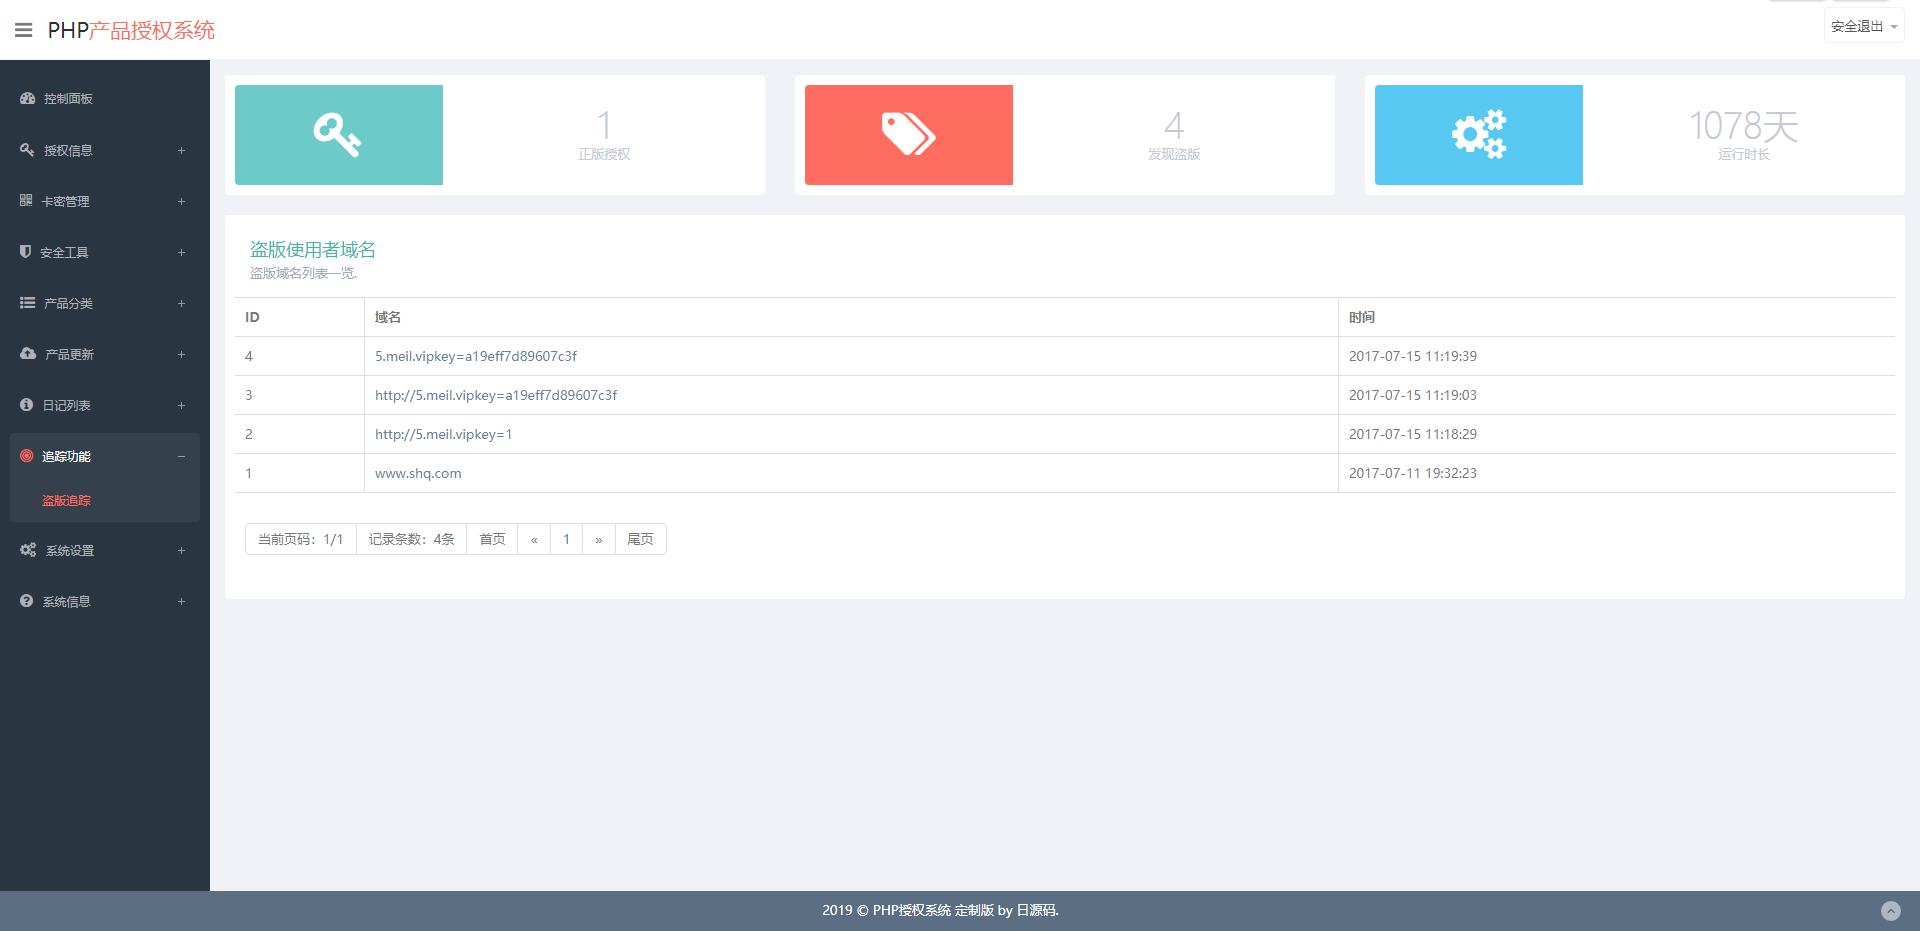 PHP产品授权系统
安全退出
控制面板
授权信息 +
卡密管理 +
安全工具 +
产品分类 +
产品更新 +
日记列表 +
追踪功能 −
盗版追踪
系统设置 +
系统信息 +
1
正版授权
4
发现盗版
1078天
运行时长
盗版使用者域名
盗版域名列表一览.
ID 域名 时间
4 5.meil.vipkey=a19eff7d89607c3f 2017-07-15 11:19:39
3 http://5.meil.vipkey=a19eff7d89607c3f 2017-07-15 11:19:03
2 http://5.meil.vipkey=1 2017-07-15 11:18:29
1 www.shq.com 2017-07-11 19:32:23
当前页码：1/1 记录条数：4条 首页 « 1 » 尾页
2019 © PHP授权系统 定制版 by 日源码.